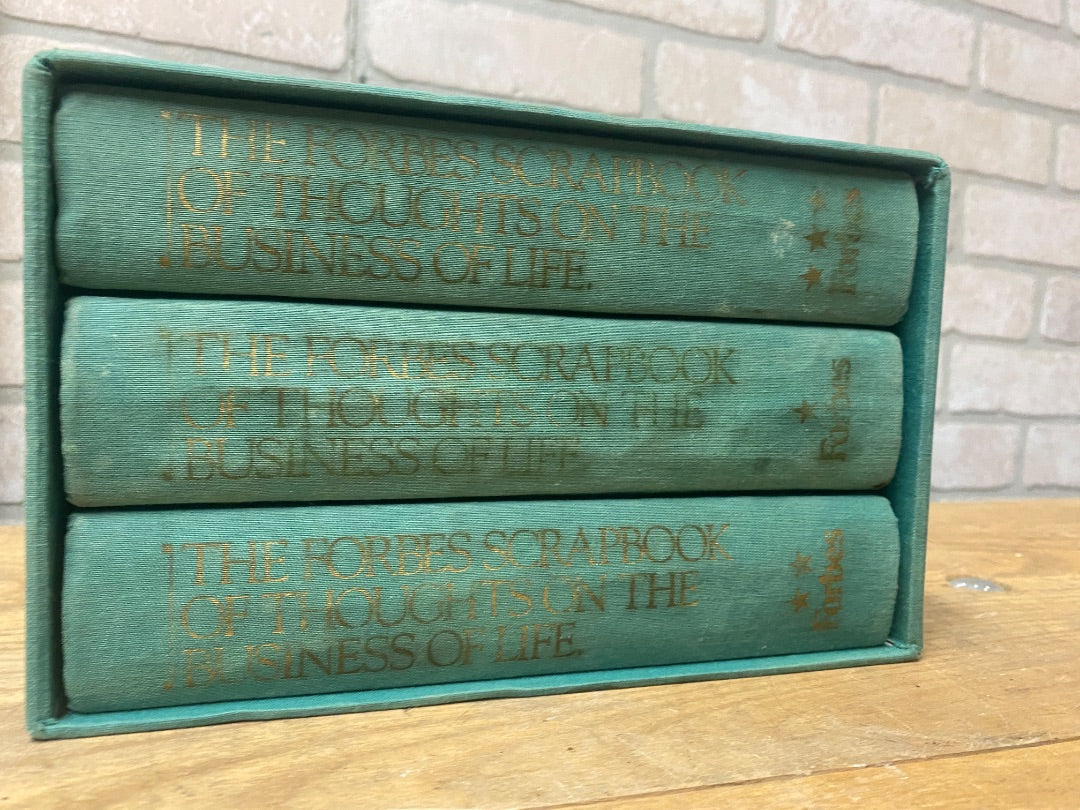 THE FORBES SCRAPBOOK
OF THOUGHTS ON THE
BUSINESS OF LIFE.
Forbes
THE FORBES SCRAPBOOK
OF THOUGHTS ON THE
BUSINESS OF LIFE
Forbes
THE FORBES SCRAPBOOK
OF THOUGHTS ON THE
BUSINESS OF LIFE.
Forbes